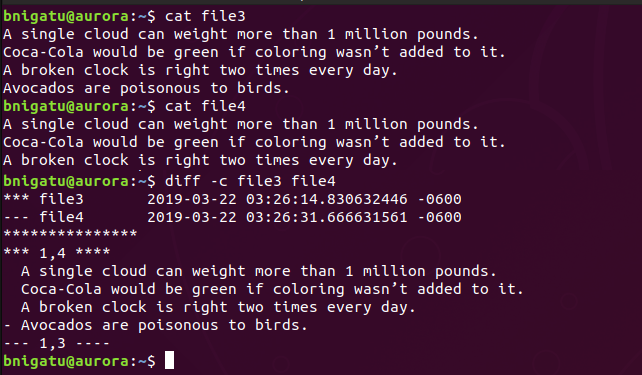 bnigatu@aurora:~$ cat file3
A single cloud can weight more than 1 million pounds.
Coca-Cola would be green if coloring wasn’t added to it.
A broken clock is right two times every day.
Avocados are poisonous to birds.
bnigatu@aurora:~$ cat file4
A single cloud can weight more than 1 million pounds.
Coca-Cola would be green if coloring wasn’t added to it.
A broken clock is right two times every day.
bnigatu@aurora:~$ diff -c file3 file4
*** file3       2019-03-22 03:26:14.830632446 -0600
--- file4       2019-03-22 03:26:31.666631561 -0600
***************
*** 1,4 ****
  A single cloud can weight more than 1 million pounds.
  Coca-Cola would be green if coloring wasn’t added to it.
  A broken clock is right two times every day.
- Avocados are poisonous to birds.
--- 1,3 ----
bnigatu@aurora:~$